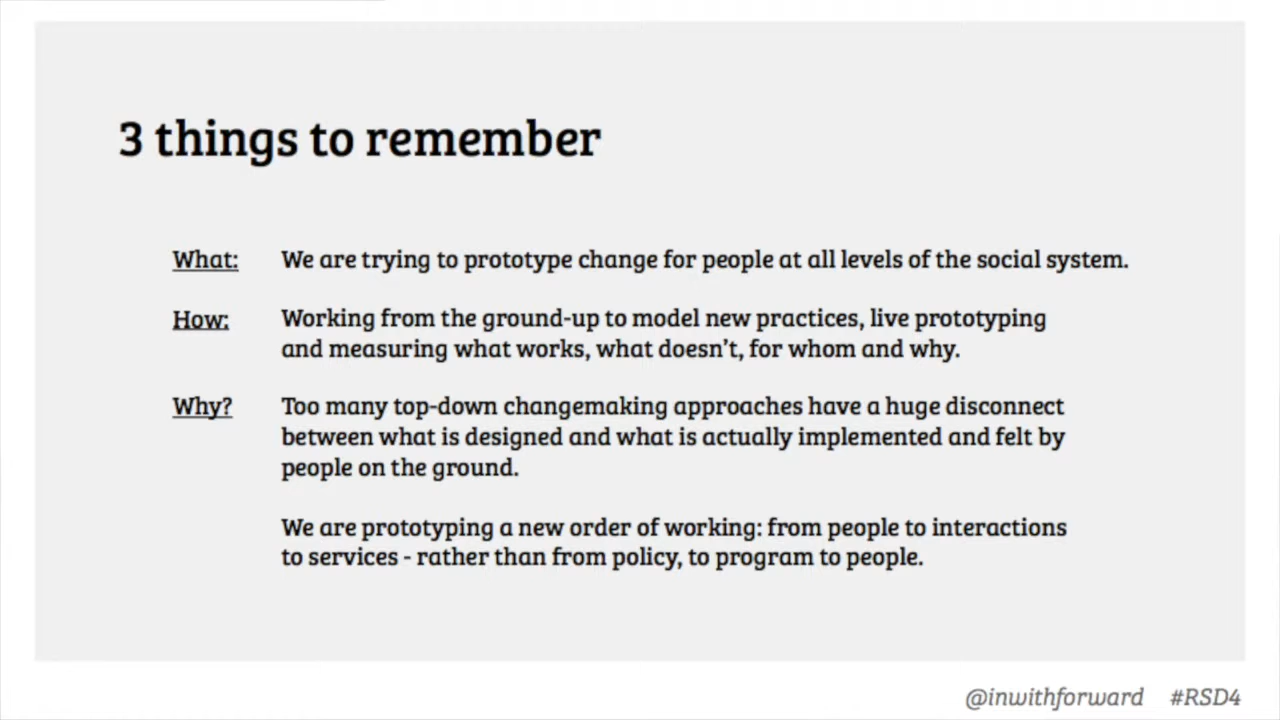 3 things to remember
What: We are trying to prototype change for people at all levels of the social system.
How: Working from the ground-up to model new practices, live prototyping
and measuring what works, what doesn’t, for whom and why.
Why? Too many top-down changemaking approaches have a huge disconnect
between what is designed and what is actually implemented and felt by
people on the ground.
We are prototyping a new order of working: from people to interactions
to services - rather than from policy, to program to people.
@inwithforward #RSD4